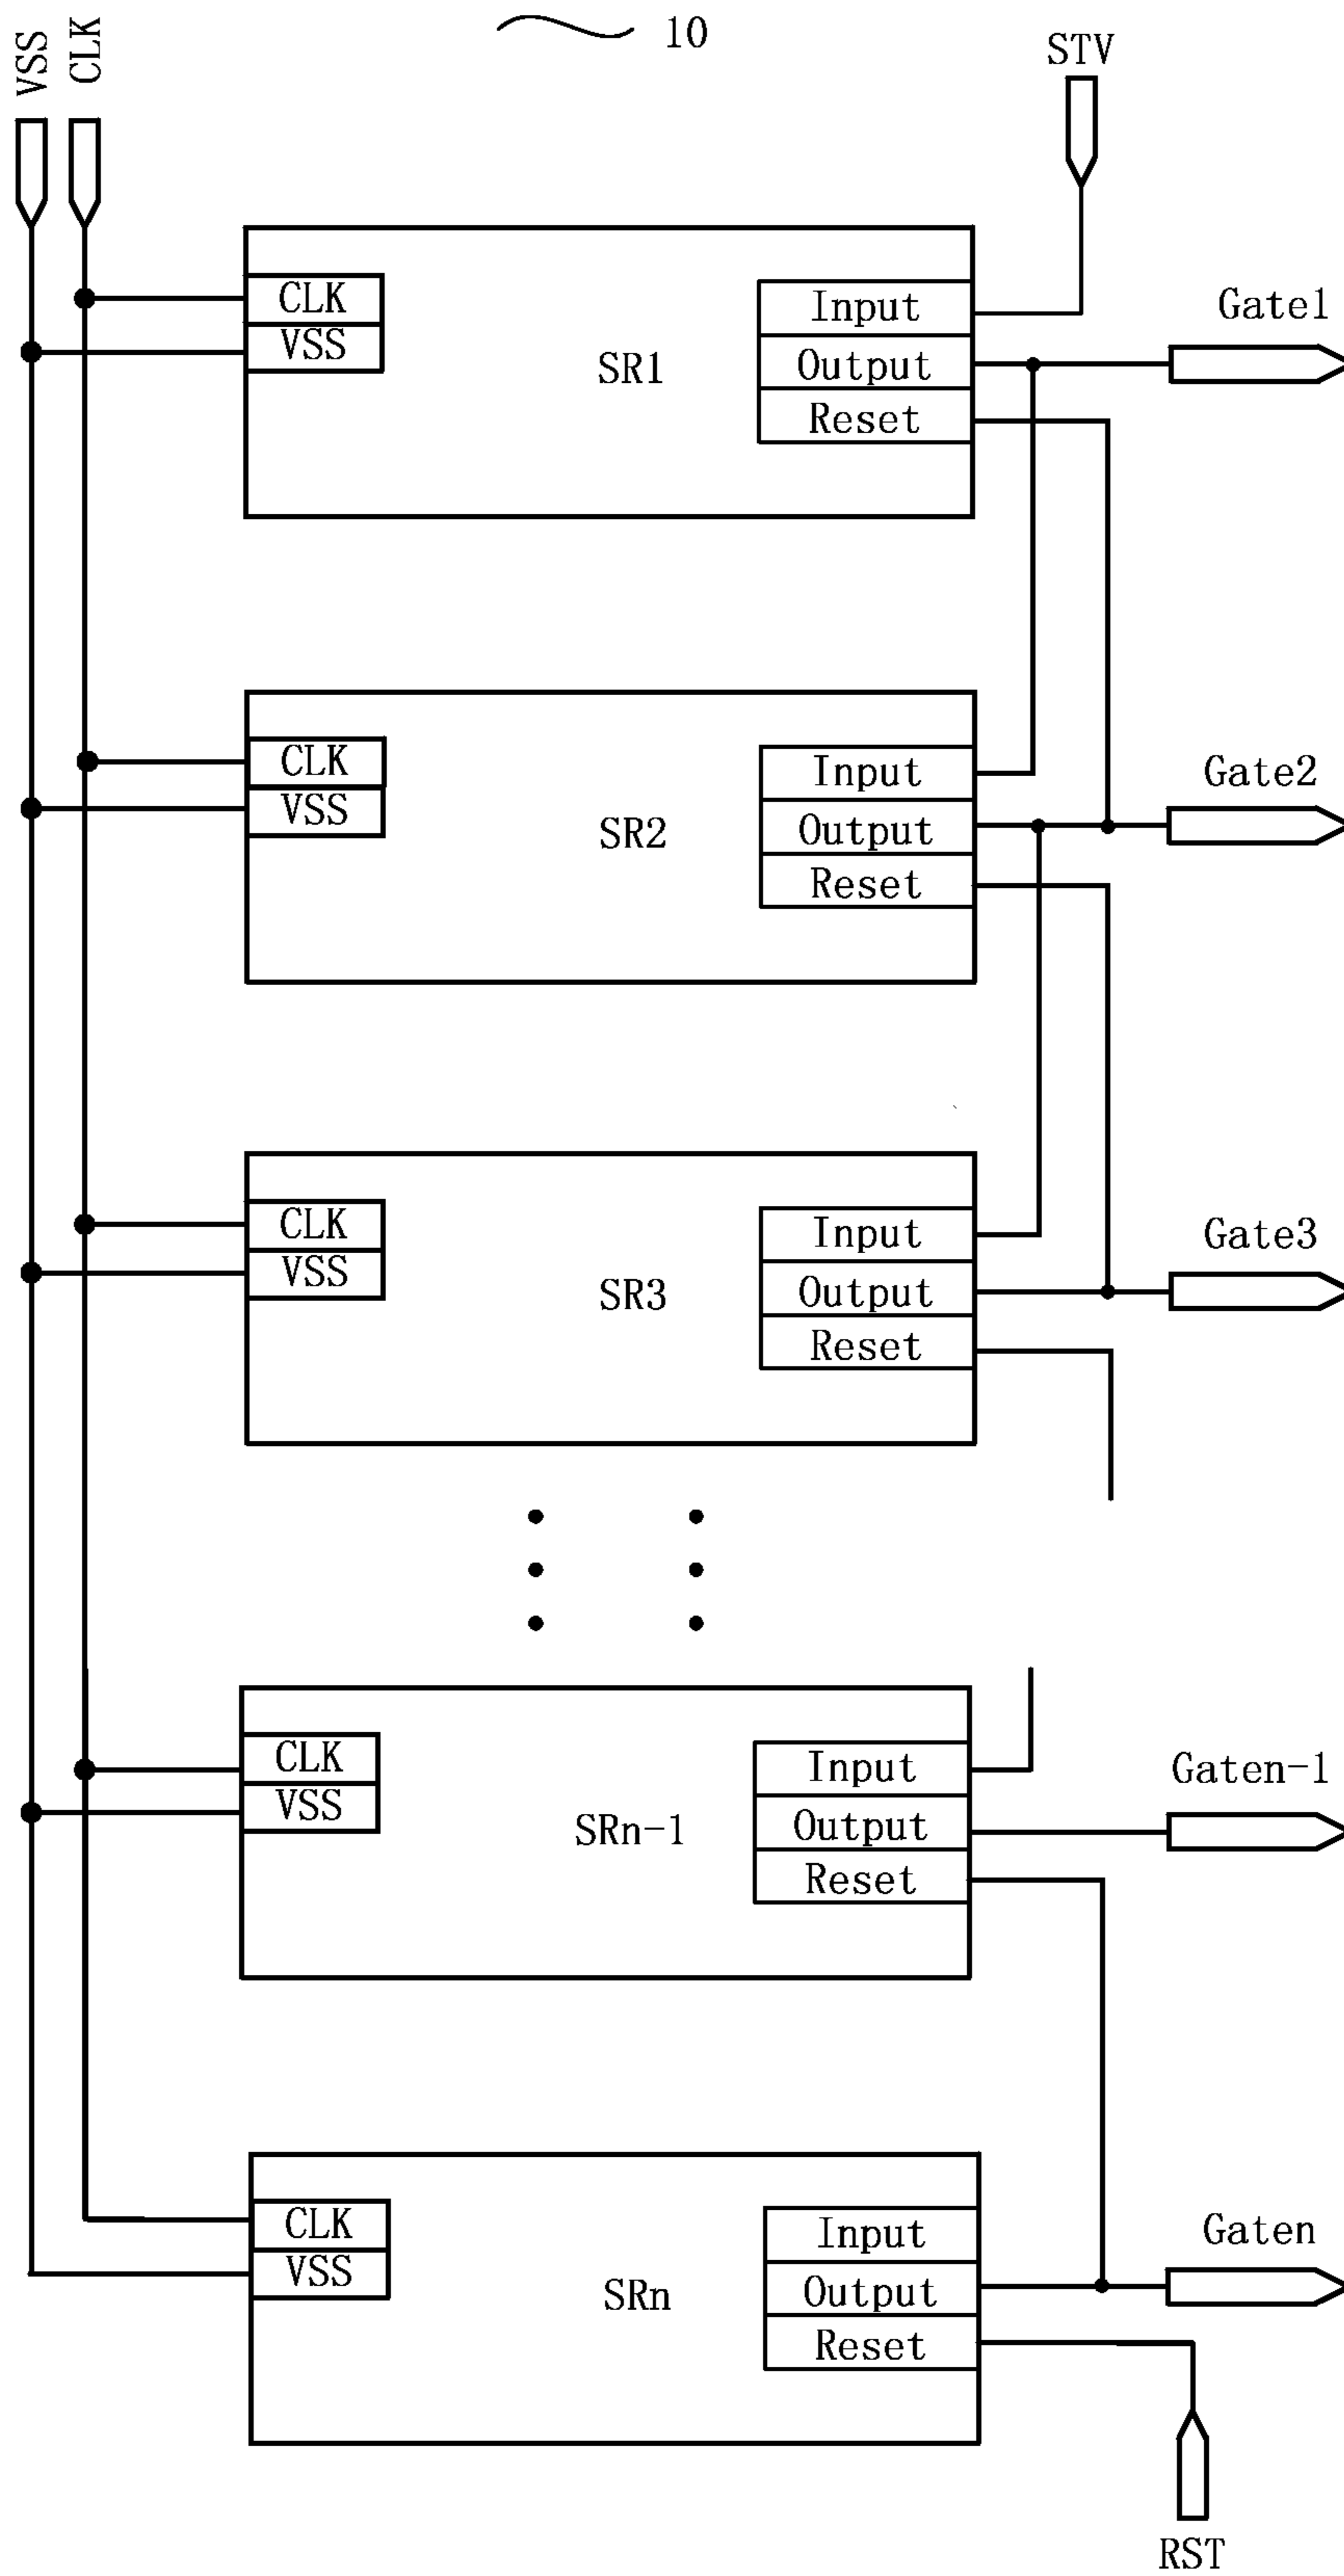 VSS
CLK
10
STV
CLK
VSS
SR1
Input
Output
Reset
Gate1
CLK
VSS
SR2
Input
Output
Reset
Gate2
CLK
VSS
SR3
Input
Output
Reset
Gate3
CLK
VSS
SRn-1
Input
Output
Reset
Gaten-1
CLK
VSS
SRn
Input
Output
Reset
Gaten
RST